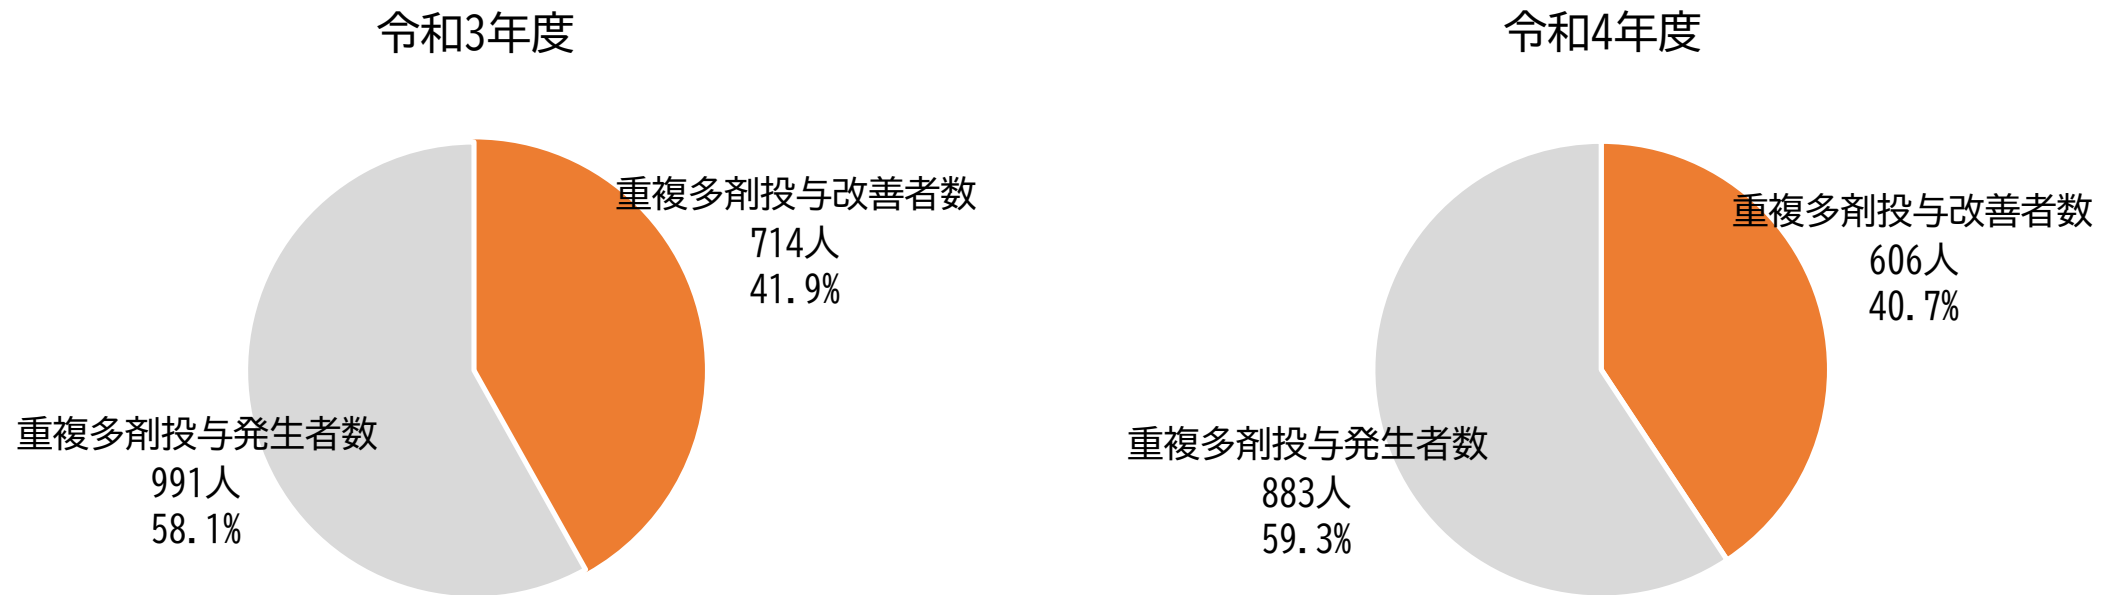 令和3年度
重複多剤投与改善者数
714人
41.9%
重複多剤投与発生者数
991人
58.1%
令和4年度
重複多剤投与改善者数
606人
40.7%
重複多剤投与発生者数
883人
59.3%